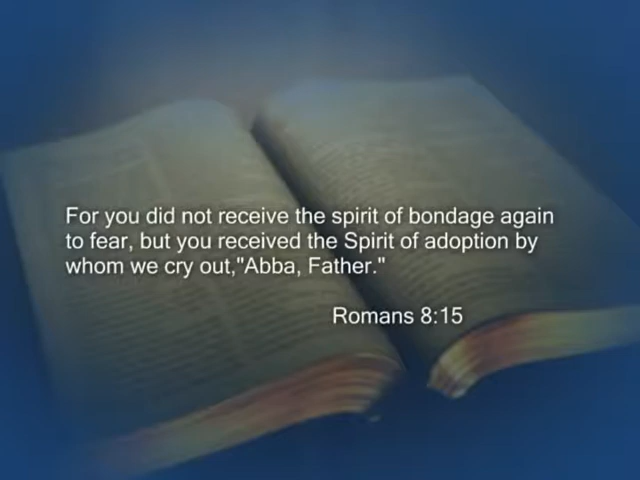 For you did not receive the spirit of bondage again
to fear, but you received the Spirit of adoption by
whom we cry out,"Abba, Father."
Romans 8:15